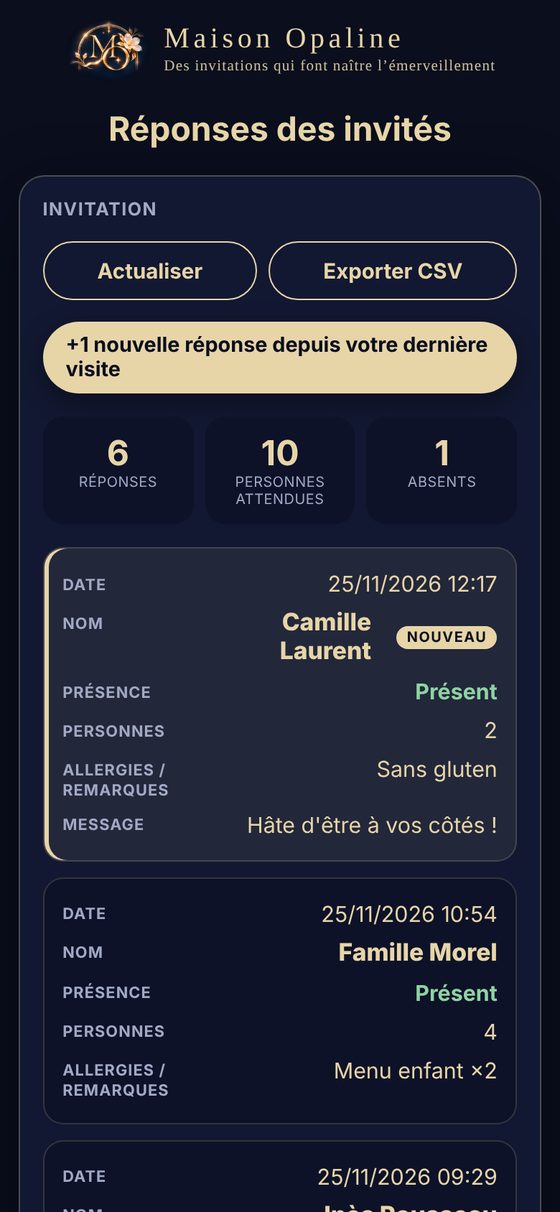 Maison Opaline
Des invitations qui font naître l’émerveillement
Réponses des invités
INVITATION
Actualiser
Exporter CSV
+1 nouvelle réponse depuis votre dernière
visite
6
RÉPONSES
10
PERSONNES
ATTENDUES
1
ABSENTS
DATE
25/11/2026 12:17
NOM
Camille
Laurent
NOUVEAU
PRÉSENCE
Présent
PERSONNES
2
ALLERGIES /
REMARQUES
Sans gluten
MESSAGE
Hâte d'être à vos côtés !
DATE
25/11/2026 10:54
NOM
Famille Morel
PRÉSENCE
Présent
PERSONNES
4
ALLERGIES /
REMARQUES
Menu enfant ×2
DATE
25/11/2026 09:29